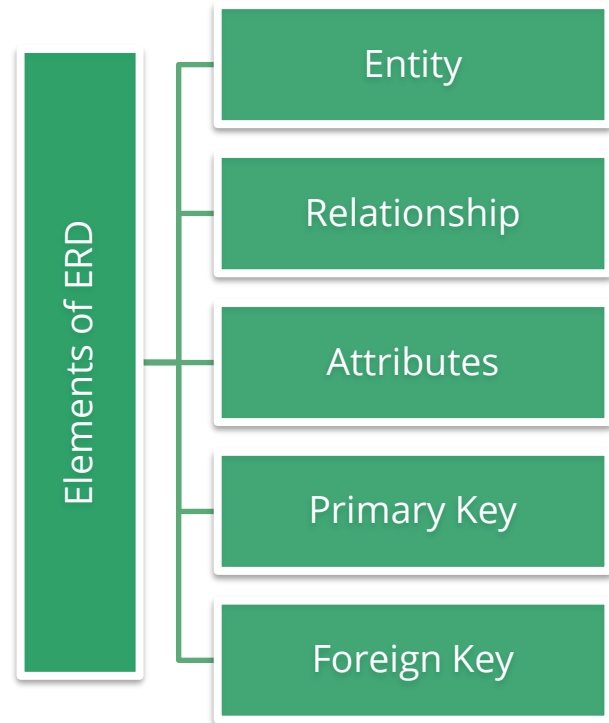 Elements of ERD
Entity
Relationship
Attributes
Primary Key
Foreign Key